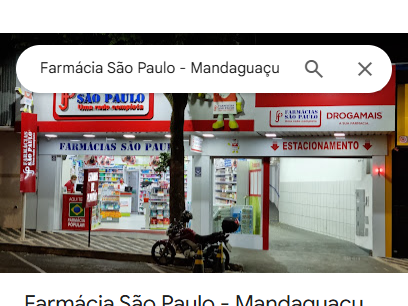 Farmácia São Paulo - Mandaguaçu
SÃO PAULO
Uma rede completa
FARMÁCIAS
SÃO PAULO
DROGAMAIS
FARMÁCIAS SÃO PAUL
ESTACIONAMENTO
FARMÁCIAS
SÃO PAULO
AQUI TEM
FARMÁCIA
POPULAR
Farmácia São Paulo - Mandaguaçu